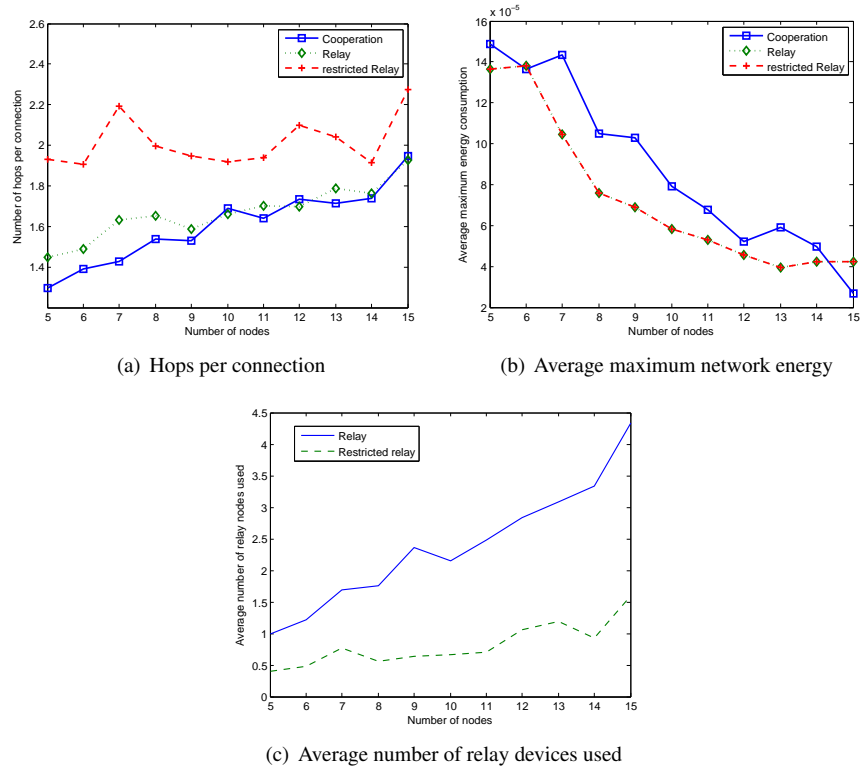 2.6
2.4
2.2
2
1.8
1.6
1.4
Number of hops per connection
Cooperation
Relay
restricted Relay
5 6 7 8 9 10 11 12 13 14 15
Number of nodes
(a) Hops per connection
x 10⁻⁵
16
14
12
10
8
6
4
2
Average maximum energy consumption
Cooperation
Relay
restricted Relay
5 6 7 8 9 10 11 12 13 14 15
Number of nodes
(b) Average maximum network energy
4.5
4
3.5
3
2.5
2
1.5
1
0.5
0
Average number of relay nodes used
Relay
Restricted relay
5 6 7 8 9 10 11 12 13 14 15
Number of nodes
(c) Average number of relay devices used